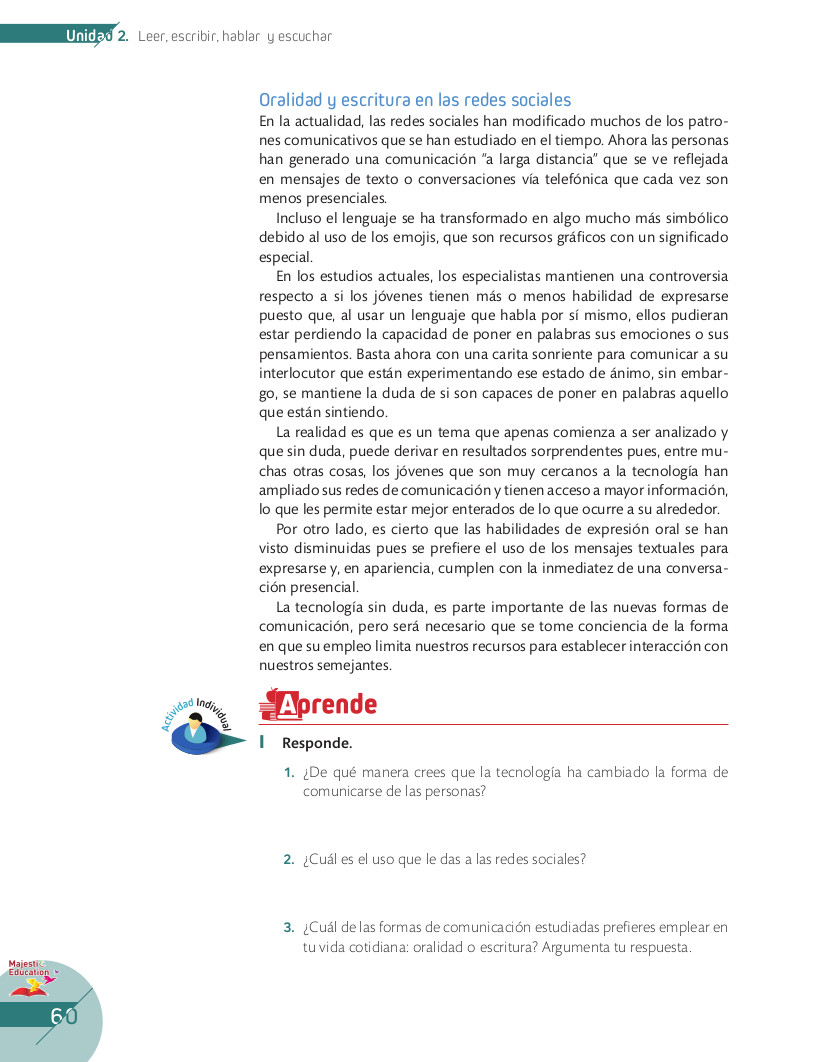 Unidad 2. Leer, escribir, hablar y escuchar
Oralidad y escritura en las redes sociales
En la actualidad, las redes sociales han modificado muchos de los patro-
nes comunicativos que se han estudiado en el tiempo. Ahora las personas
han generado una comunicación "a larga distancia" que se ve reflejada
en mensajes de texto o conversaciones vía telefónica que cada vez son
menos presenciales.
Incluso el lenguaje se ha transformado en algo mucho más simbólico
debido al uso de los emojis, que son recursos gráficos con un significado
especial.
En los estudios actuales, los especialistas mantienen una controversia
respecto a si los jóvenes tienen más o menos habilidad de expresarse
puesto que, al usar un lenguaje que habla por sí mismo, ellos pudieran
estar perdiendo la capacidad de poner en palabras sus emociones o sus
pensamientos. Basta ahora con una carita sonriente para comunicar a su
interlocutor que están experimentando ese estado de ánimo, sin embar-
go, se mantiene la duda de si son capaces de poner en palabras aquello
que están sintiendo.
La realidad es que es un tema que apenas comienza a ser analizado y
que sin duda, puede derivar en resultados sorprendentes pues, entre mu-
chas otras cosas, los jóvenes que son muy cercanos a la tecnología han
ampliado sus redes de comunicación y tienen acceso a mayor información,
lo que les permite estar mejor enterados de lo que ocurre a su alrededor.
Por otro lado, es cierto que las habilidades de expresión oral se han
visto disminuidas pues se prefiere el uso de los mensajes textuales para
expresarse y, en apariencia, cumplen con la inmediatez de una conversa-
ción presencial.
La tecnología sin duda, es parte importante de las nuevas formas de
comunicación, pero será necesario que se tome conciencia de la forma
en que su empleo limita nuestros recursos para establecer interacción con
nuestros semejantes.
Actividad Individual
Aprende
I Responde.
1. ¿De qué manera crees que la tecnología ha cambiado la forma de
comunicarse de las personas?
2. ¿Cuál es el uso que le das a las redes sociales?
3. ¿Cuál de las formas de comunicación estudiadas prefieres emplear en
tu vida cotidiana: oralidad o escritura? Argumenta tu respuesta.
Majestic
Education
60